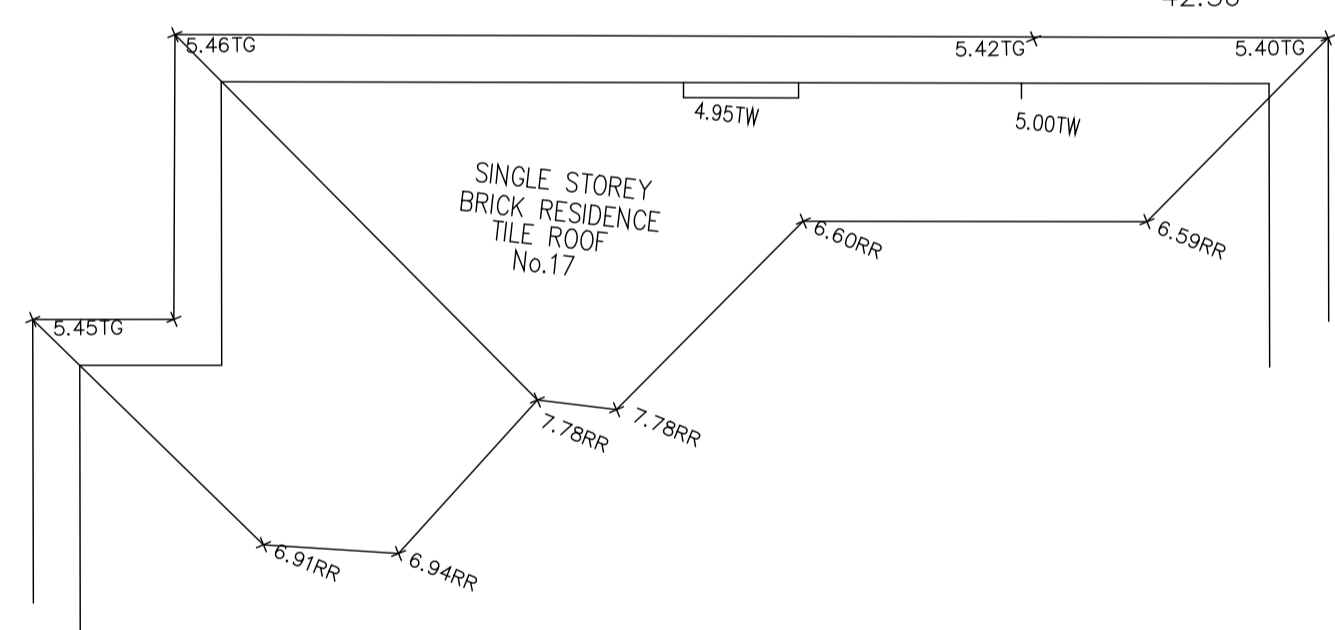 5.46TG
5.42TG
5.40TG
4.95TW
5.00TW
SINGLE STOREY
BRICK RESIDENCE
TILE ROOF
No.17
6.60RR
6.59RR
5.45TG
7.78RR
7.78RR
6.91RR
6.94RR